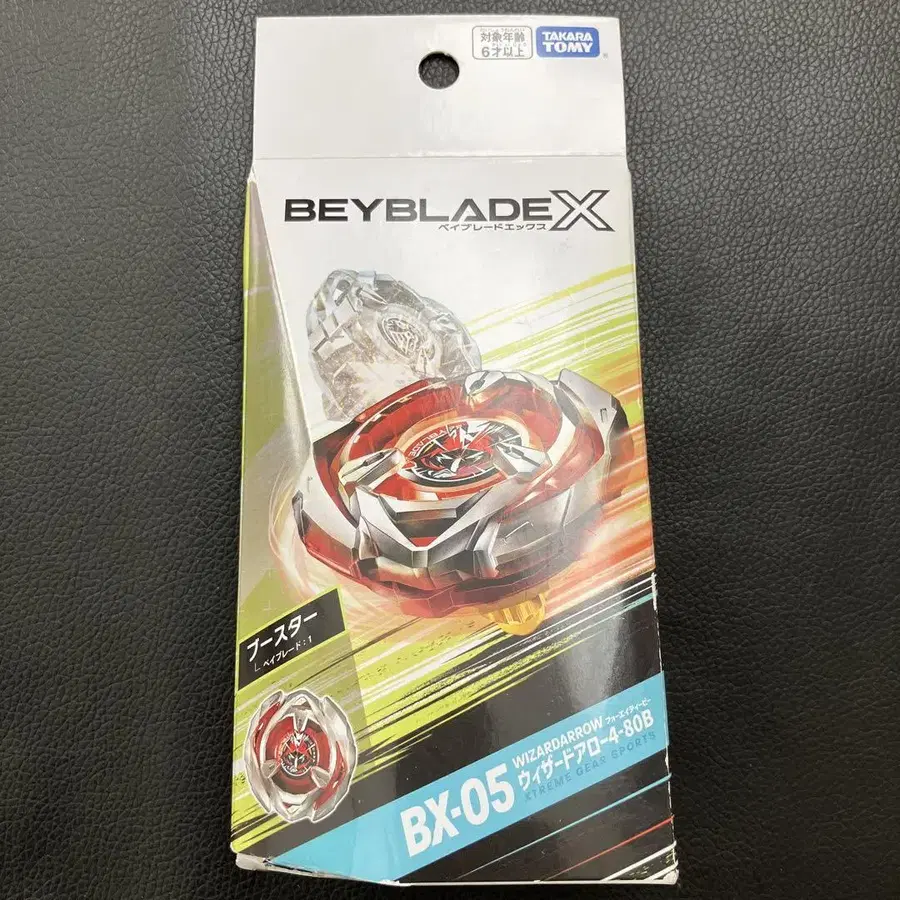 対象年齢
6才以上
TAKARA
TOMY
BEYBLADE X
ベイブレードエックス
ブースター
ベイブレード：1
BX-05
WIZARDARROW
フォーエイティービー
ウィザードアロー4-80B
XTREME GEAR SPORTS